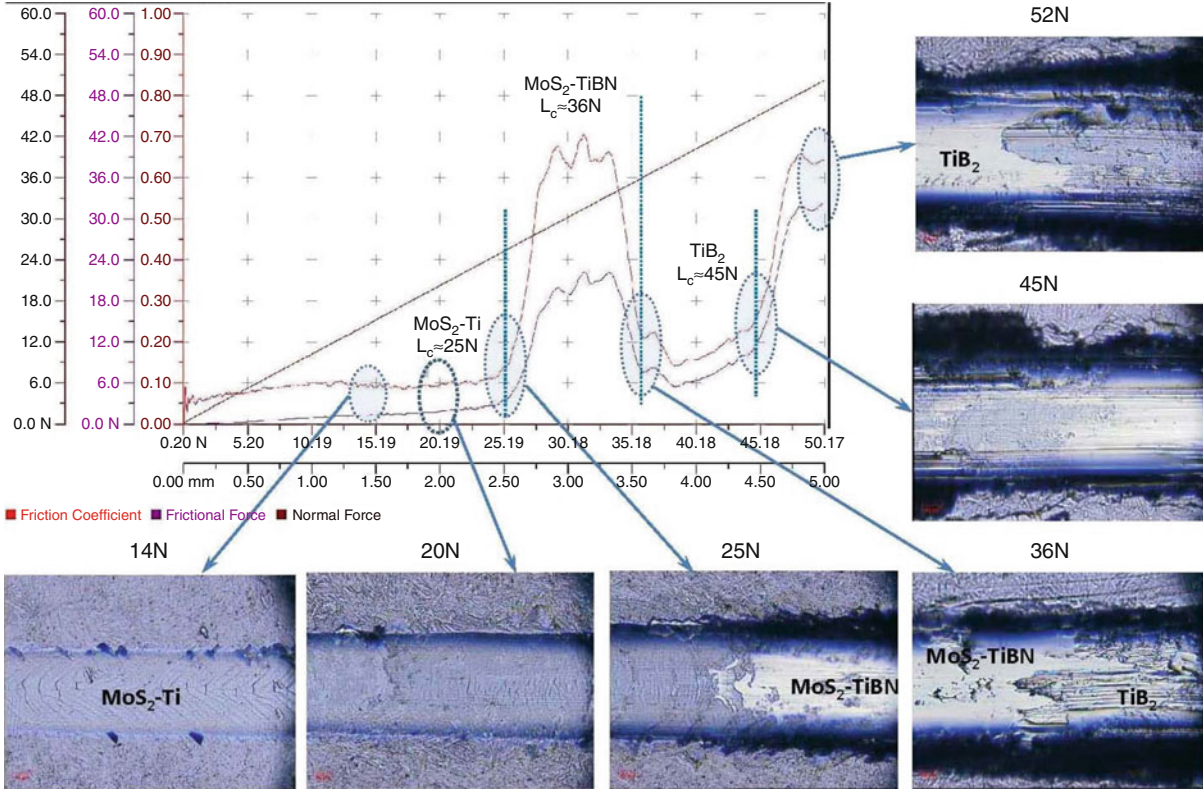 60.0 60.0 1.00 52N
54.0 54.0 0.90
48.0 48.0 0.80 MoS₂-TiBN
L꜀≈36N
42.0 42.0 0.70
36.0 36.0 0.60 TiB₂
30.0 30.0 0.50
24.0 24.0 0.40 TiB₂
L꜀≈45N 45N
18.0 18.0 0.30
MoS₂-Ti
12.0 12.0 0.20 L꜀≈25N
6.0 6.0 0.10
0.0 N 0.0 N 0.00
0.20 N 5.20 10.19 15.19 20.19 25.19 30.18 35.18 40.18 45.18 50.17
0.00 mm 1.00 1.50 2.00 2.50 3.00 3.50 4.00 5.00
Friction Coefficient Frictional Force Normal Force
14N 20N 25N 36N
MoS₂-Ti MoS₂-TiBN MoS₂-TiBN
TiB₂